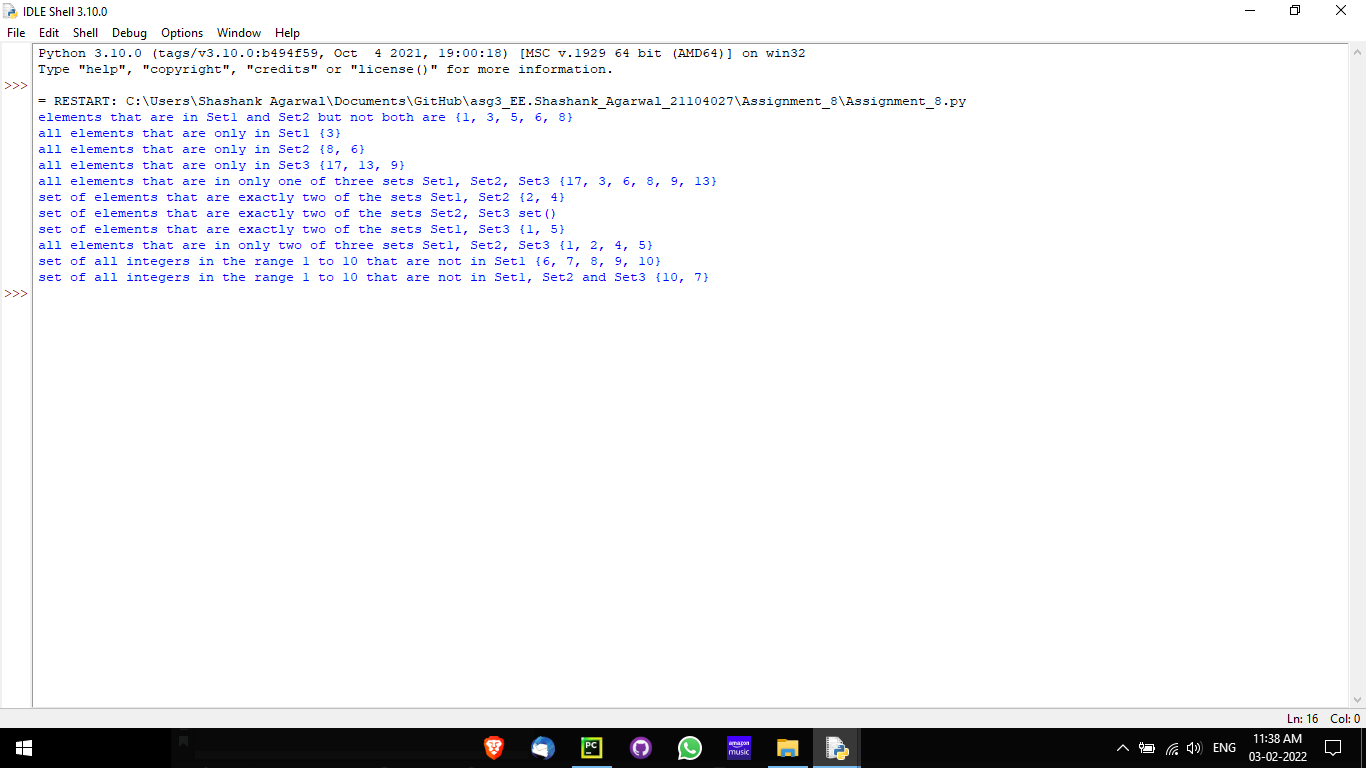 IDLE Shell 3.10.0
File Edit Shell Debug Options Window Help
Python 3.10.0 (tags/v3.10.0:b494f59, Oct  4 2021, 19:00:18) [MSC v.1929 64 bit (AMD64)] on win32
Type "help", "copyright", "credits" or "license()" for more information.
>>>
= RESTART: C:\Users\Shashank Agarwal\Documents\GitHub\asg3_EE.Shashank_Agarwal_21104027\Assignment_8\Assignment_8.py
elements that are in Set1 and Set2 but not both are {1, 3, 5, 6, 8}
all elements that are only in Set1 {3}
all elements that are only in Set2 {8, 6}
all elements that are only in Set3 {17, 13, 9}
all elements that are in only one of three sets Set1, Set2, Set3 {17, 3, 6, 8, 9, 13}
set of elements that are exactly two of the sets Set1, Set2 {2, 4}
set of elements that are exactly two of the sets Set2, Set3 set()
set of elements that are exactly two of the sets Set1, Set3 {1, 5}
all elements that are in only two of three sets Set1, Set2, Set3 {1, 2, 4, 5}
set of all integers in the range 1 to 10 that are not in Set1 {6, 7, 8, 9, 10}
set of all integers in the range 1 to 10 that are not in Set1, Set2 and Set3 {10, 7}
>>>
Ln: 16 Col: 0
PC
amazon music
ENG
11:38 AM
03-02-2022